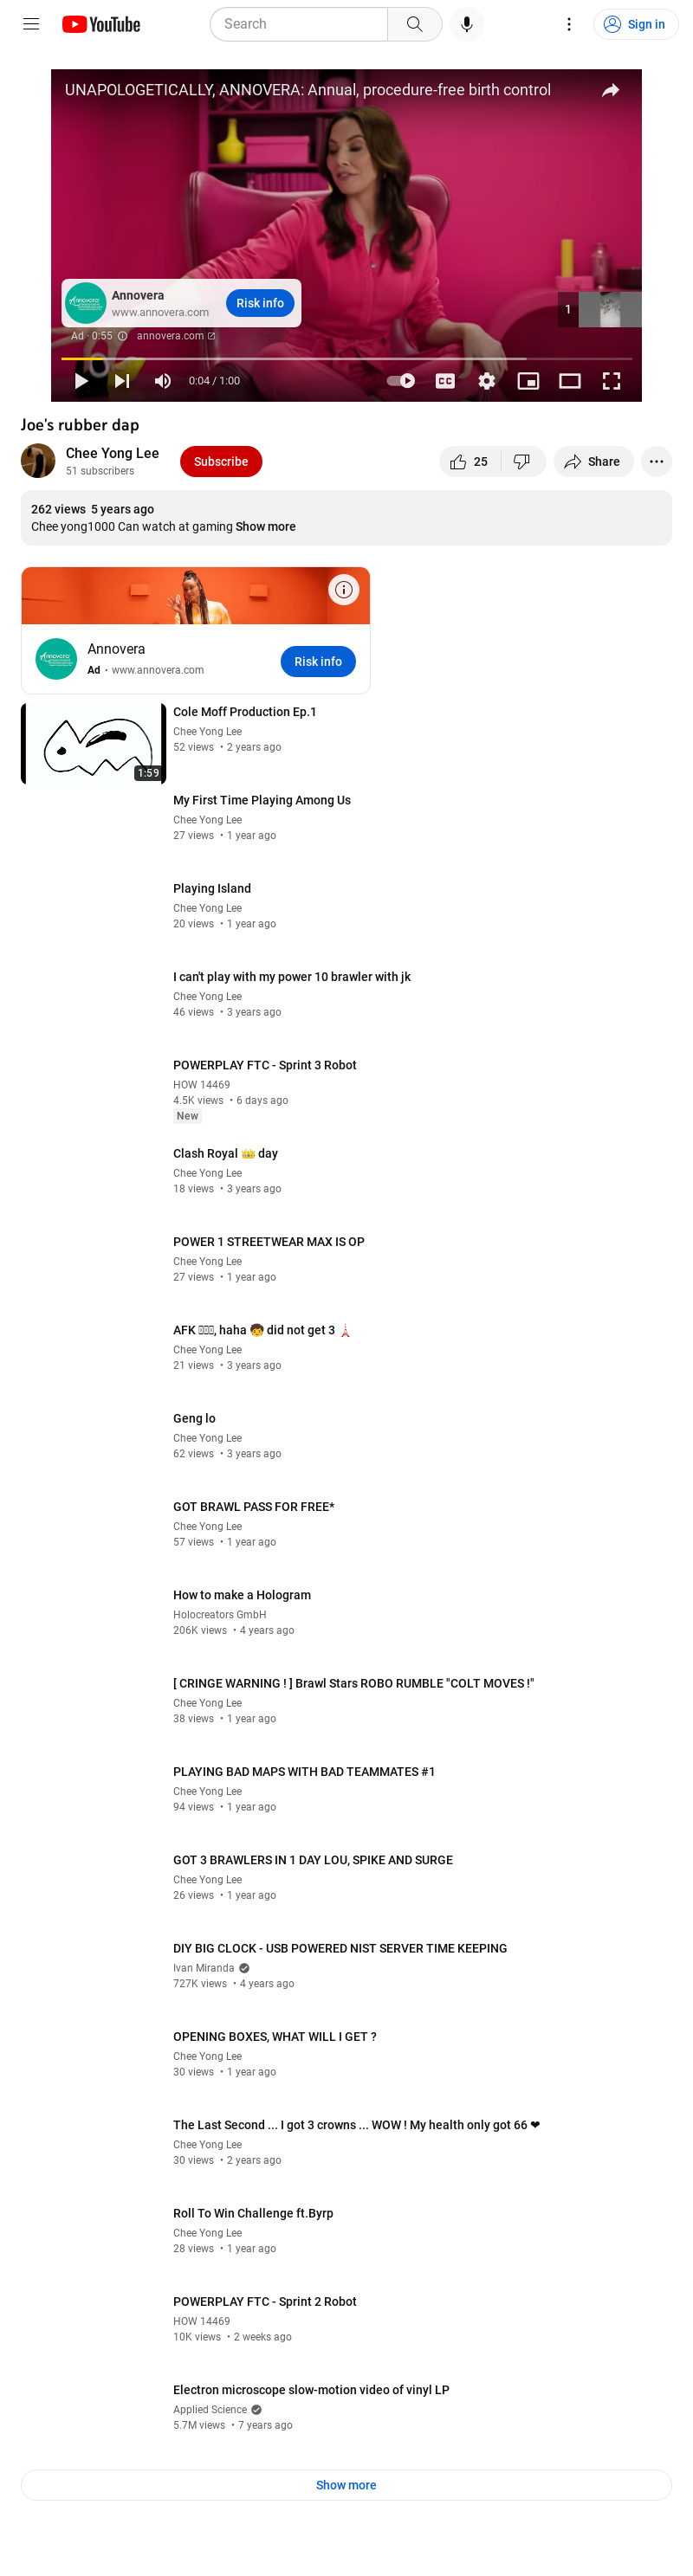 YouTube
Search
Sign in
UNAPOLOGETICALLY, ANNOVERA: Annual, procedure-free birth control
Annovera
Annovera
www.annovera.com
Risk info
1
Ad · 0:55 annovera.com
0:04 / 1:00
CC
Joe's rubber dap
Chee Yong Lee
51 subscribers
Subscribe
25
Share
262 views 5 years ago
Chee yong1000 Can watch at gaming Show more
Annovera
Annovera
Ad • www.annovera.com
Risk info
1:59
Cole Moff Production Ep.1
Chee Yong Lee
52 views • 2 years ago
My First Time Playing Among Us
Chee Yong Lee
27 views • 1 year ago
Playing Island
Chee Yong Lee
20 views • 1 year ago
I can't play with my power 10 brawler with jk
Chee Yong Lee
46 views • 3 years ago
POWERPLAY FTC - Sprint 3 Robot
HOW 14469
4.5K views • 6 days ago
New
Clash Royal 👑 day
Chee Yong Lee
18 views • 3 years ago
POWER 1 STREETWEAR MAX IS OP
Chee Yong Lee
27 views • 1 year ago
AFK , haha 🧒 did not get 3 🗼
Chee Yong Lee
21 views • 3 years ago
Geng lo
Chee Yong Lee
62 views • 3 years ago
GOT BRAWL PASS FOR FREE*
Chee Yong Lee
57 views • 1 year ago
How to make a Hologram
Holocreators GmbH
206K views • 4 years ago
[ CRINGE WARNING ! ] Brawl Stars ROBO RUMBLE "COLT MOVES !"
Chee Yong Lee
38 views • 1 year ago
PLAYING BAD MAPS WITH BAD TEAMMATES #1
Chee Yong Lee
94 views • 1 year ago
GOT 3 BRAWLERS IN 1 DAY LOU, SPIKE AND SURGE
Chee Yong Lee
26 views • 1 year ago
DIY BIG CLOCK - USB POWERED NIST SERVER TIME KEEPING
Ivan Miranda
727K views • 4 years ago
OPENING BOXES, WHAT WILL I GET ?
Chee Yong Lee
30 views • 1 year ago
The Last Second ... I got 3 crowns ... WOW ! My health only got 66 ❤
Chee Yong Lee
30 views • 2 years ago
Roll To Win Challenge ft.Byrp
Chee Yong Lee
28 views • 1 year ago
POWERPLAY FTC - Sprint 2 Robot
HOW 14469
10K views • 2 weeks ago
Electron microscope slow-motion video of vinyl LP
Applied Science
5.7M views • 7 years ago
Show more